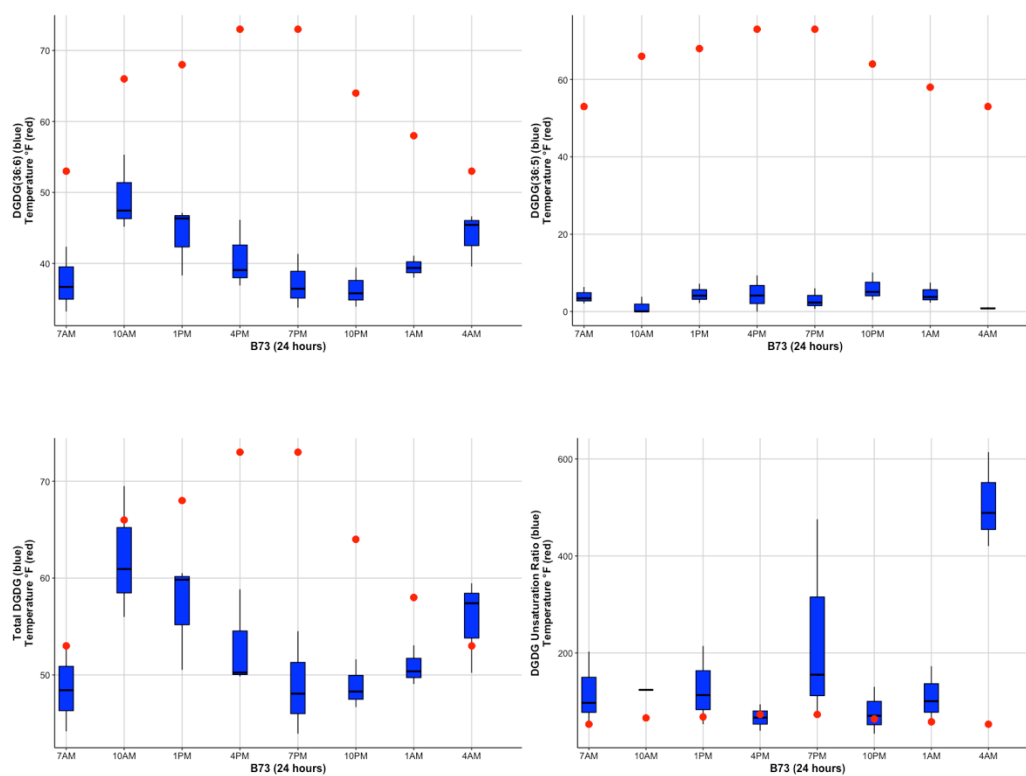 DGDG(36:6) (blue)
Temperature °F (red)
70
60
50
40
7AM
10AM
1PM
4PM
7PM
10PM
1AM
4AM
B73 (24 hours)
DGDG(36:5) (blue)
Temperature °F (red)
60
40
20
0
7AM
10AM
1PM
4PM
7PM
10PM
1AM
4AM
B73 (24 hours)
Total DGDG (blue)
Temperature °F (red)
70
60
50
7AM
10AM
1PM
4PM
7PM
10PM
1AM
4AM
B73 (24 hours)
DGDG Unsaturation Ratio (blue)
Temperature °F (red)
600
400
200
0
7AM
10AM
1PM
4PM
7PM
10PM
1AM
4AM
B73 (24 hours)